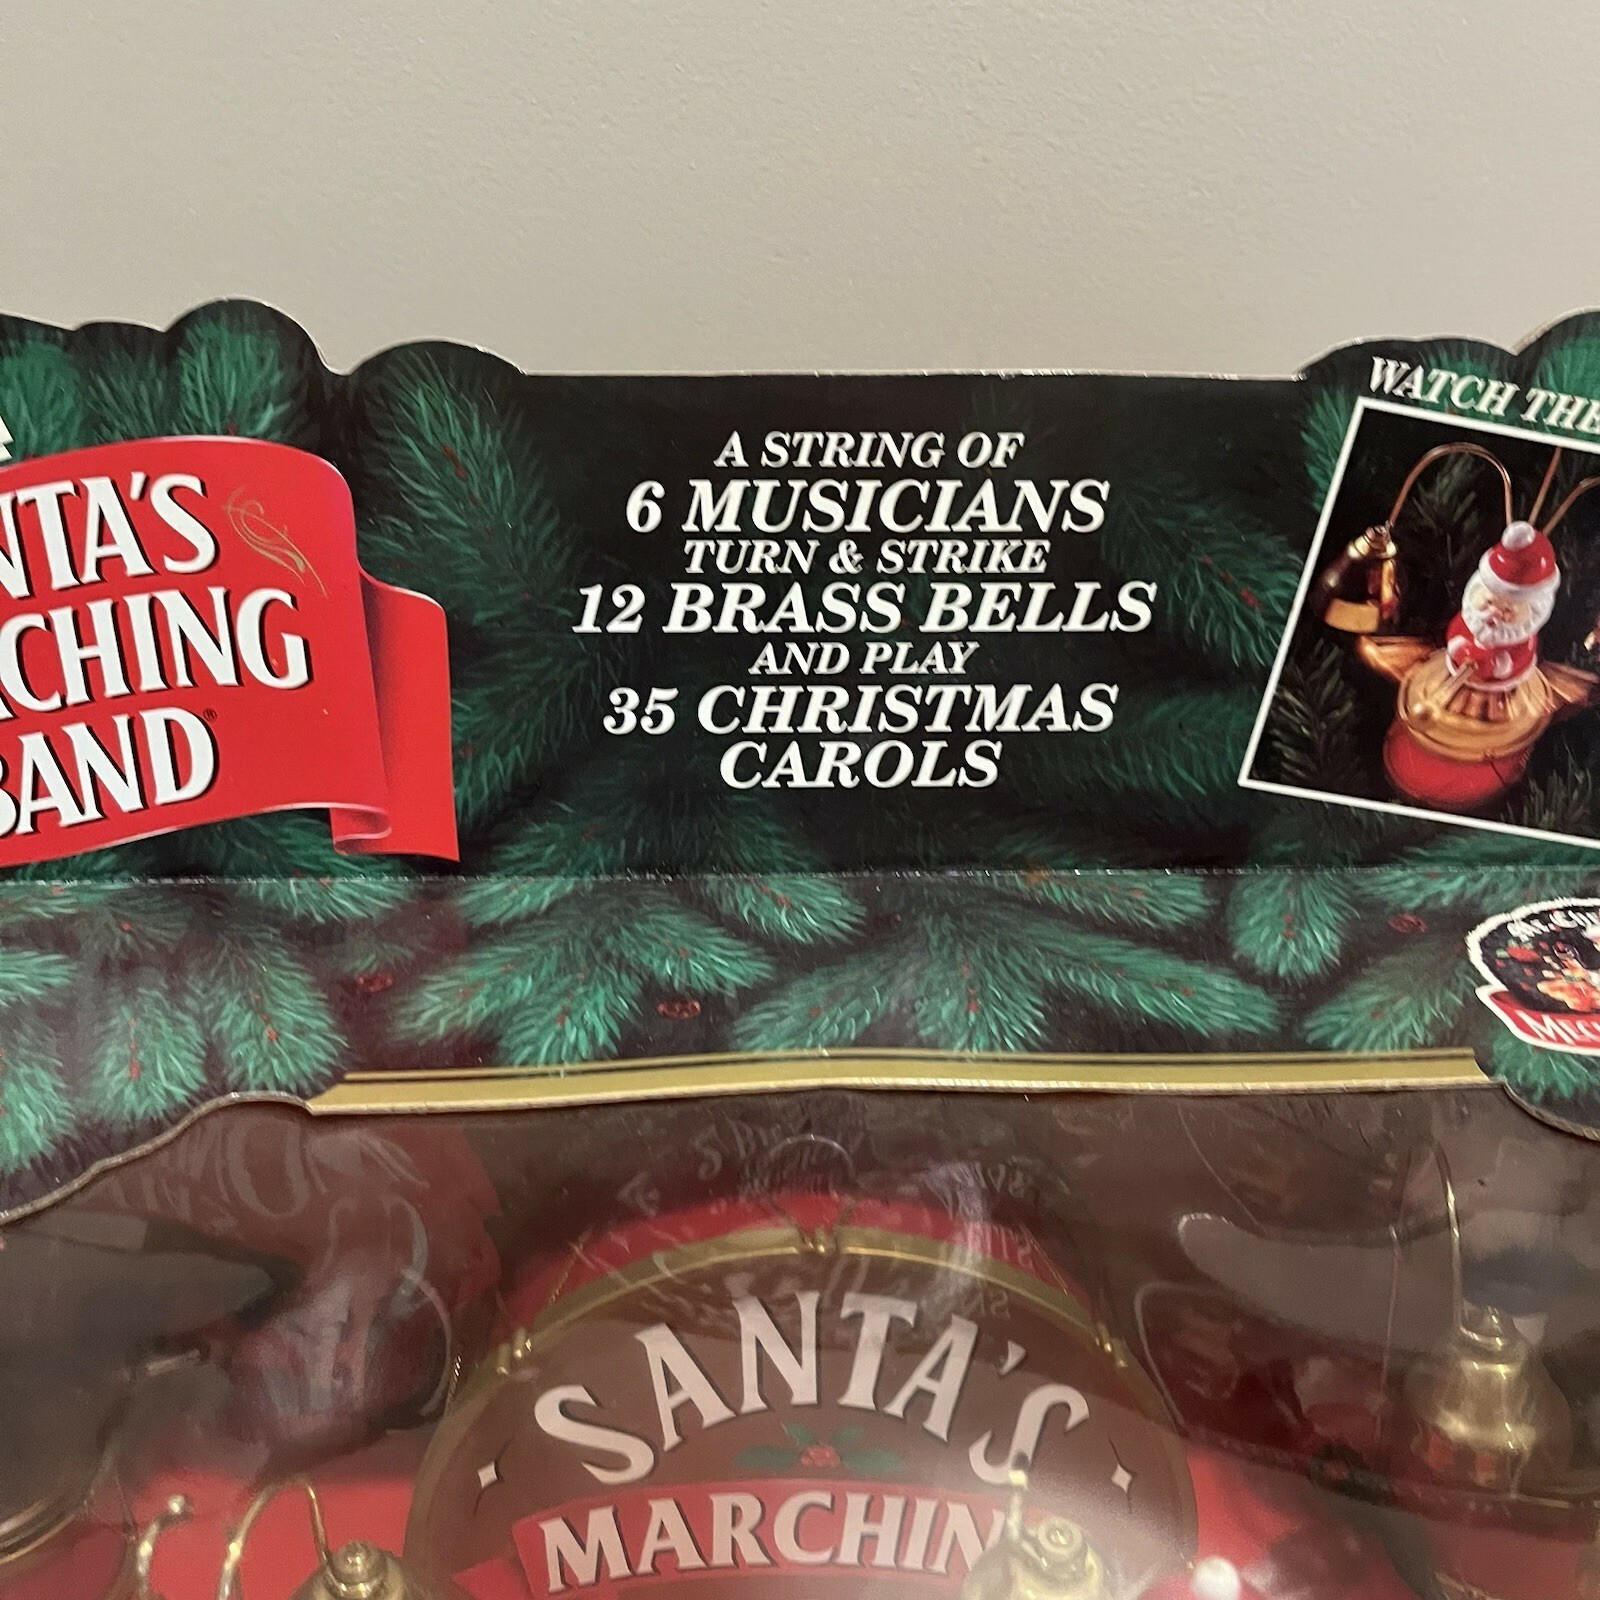 NTA'S
CHING
BAND®
A STRING OF
6 MUSICIANS
TURN & STRIKE
12 BRASS BELLS
AND PLAY
35 CHRISTMAS
CAROLS
WATCH THE
SANTA'S
MARCHIN